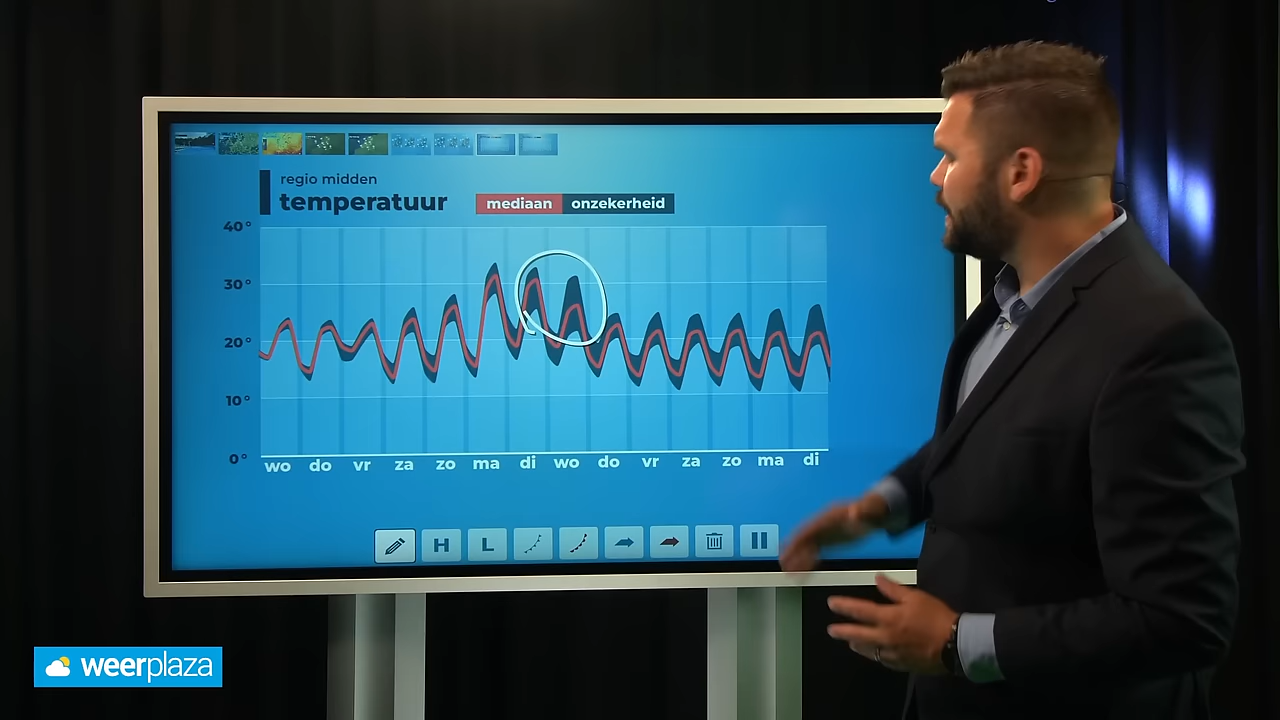 regio midden
temperatuur
mediaan onzekerheid
40°
30°
20°
10°
0°
wo do vr za zo ma di wo do vr za zo ma di
H L
weerplaza